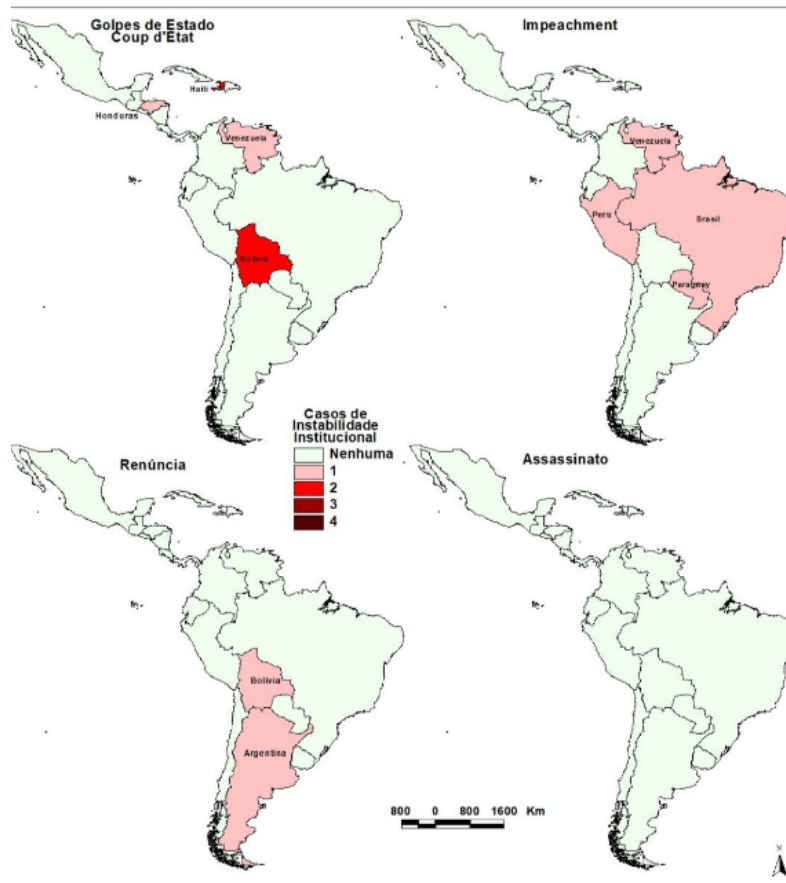 Golpes de Estado
Coup d'État
Haiti
Honduras
Venezuela
Bolivia
Impeachment
Venezuela
Peru
Brasil
Paraguay
Casos de
Instabilidade
Institucional
Nenhuma
1
2
3
4
Renúncia
Bolívia
Argentina
Assassinato
800 0 800 1600 Km
N